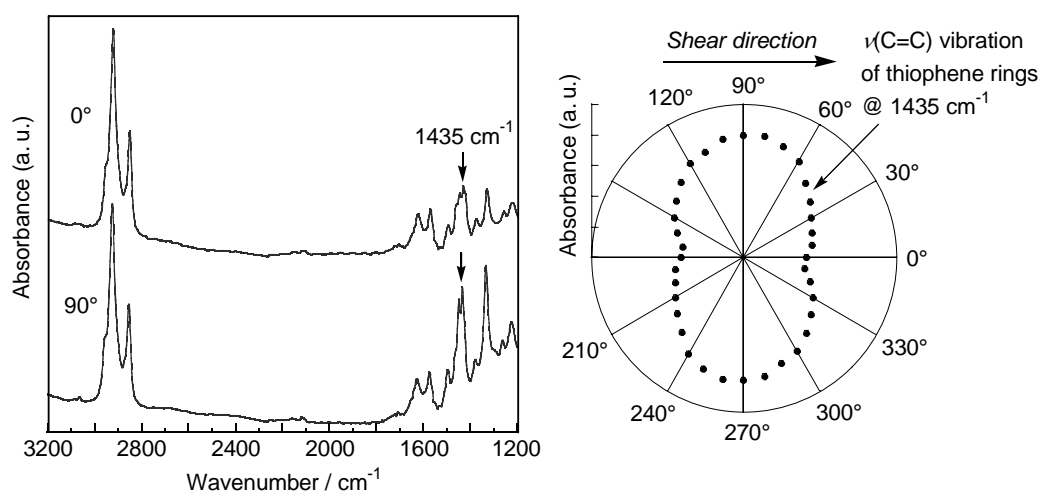 0°
1435 cm-1
90°
Absorbance (a. u.)
3200 2800 2400 2000 1600 1200
Wavenumber / cm-1
Shear direction
ν(C=C) vibration
of thiophene rings
@ 1435 cm-1
Absorbance (a. u.)
90°
120°
60°
30°
0°
210°
330°
240°
300°
270°